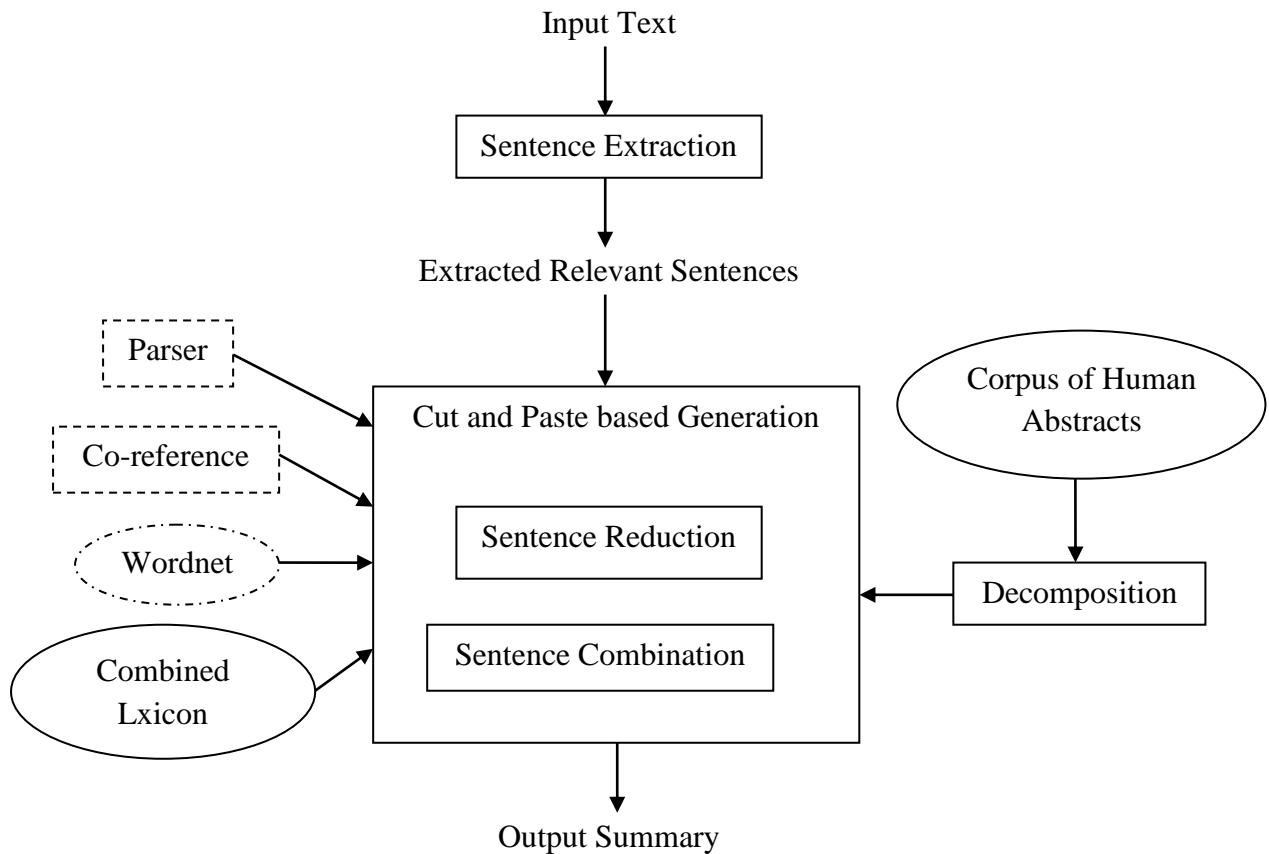 Input Text
Sentence Extraction
Extracted Relevant Sentences
Parser
Co-reference
Wordnet
Combined
Lxicon
Cut and Paste based Generation
Sentence Reduction
Sentence Combination
Corpus of Human
Abstracts
Decomposition
Output Summary